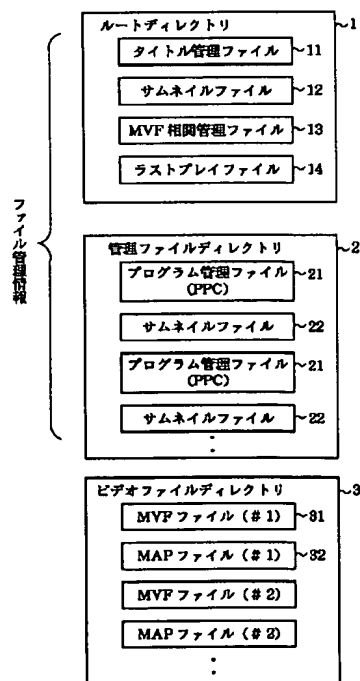 ルートディレクトリ
1
タイトル管理ファイル
11
サムネイルファイル
12
MVF 相関管理ファイル
13
ラストプレイファイル
14
ファイル管理情報
管理ファイルディレクトリ
2
プログラム管理ファイル
(PPC)
21
サムネイルファイル
22
プログラム管理ファイル
(PPC)
21
サムネイルファイル
22
ビデオファイルディレクトリ
3
MVF ファイル (# 1)
31
MAP ファイル (# 1)
32
MVF ファイル (# 2)
MAP ファイル (# 2)